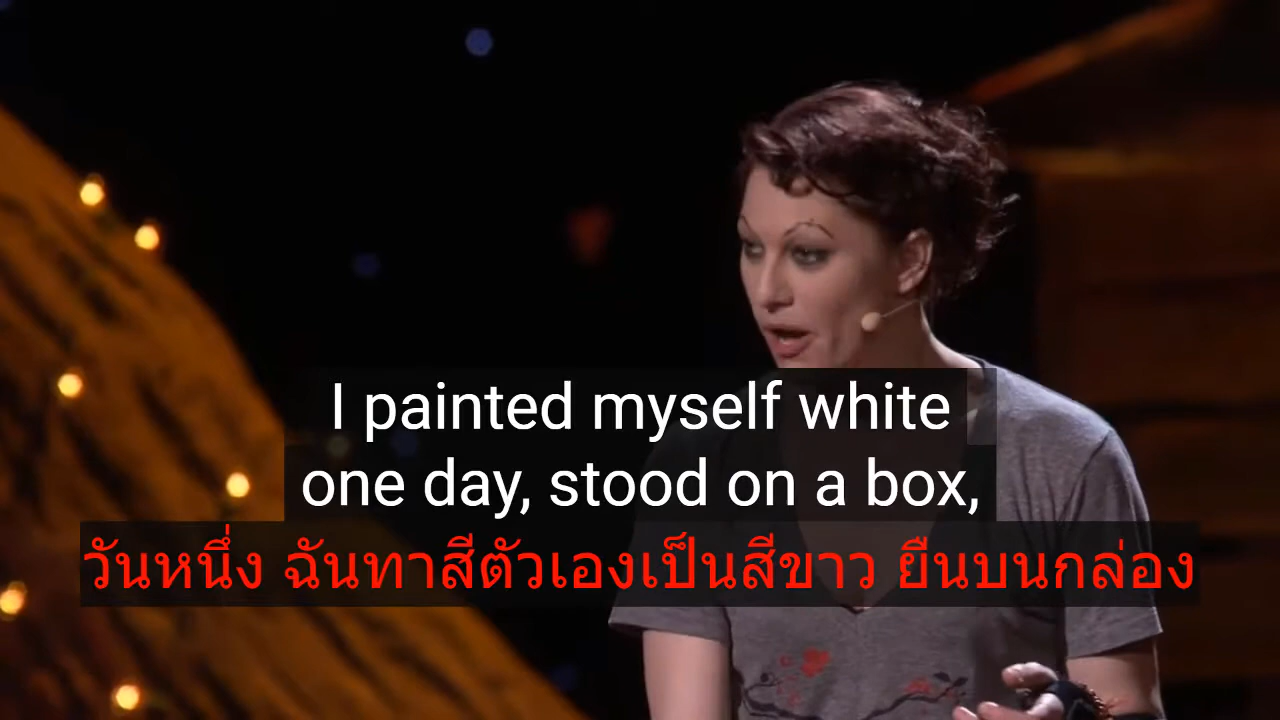 I painted myself white
one day, stood on a box,
วันหนึ่ง ฉันทาสีตัวเองเป็นสีขาว ยืนบนกล่อง